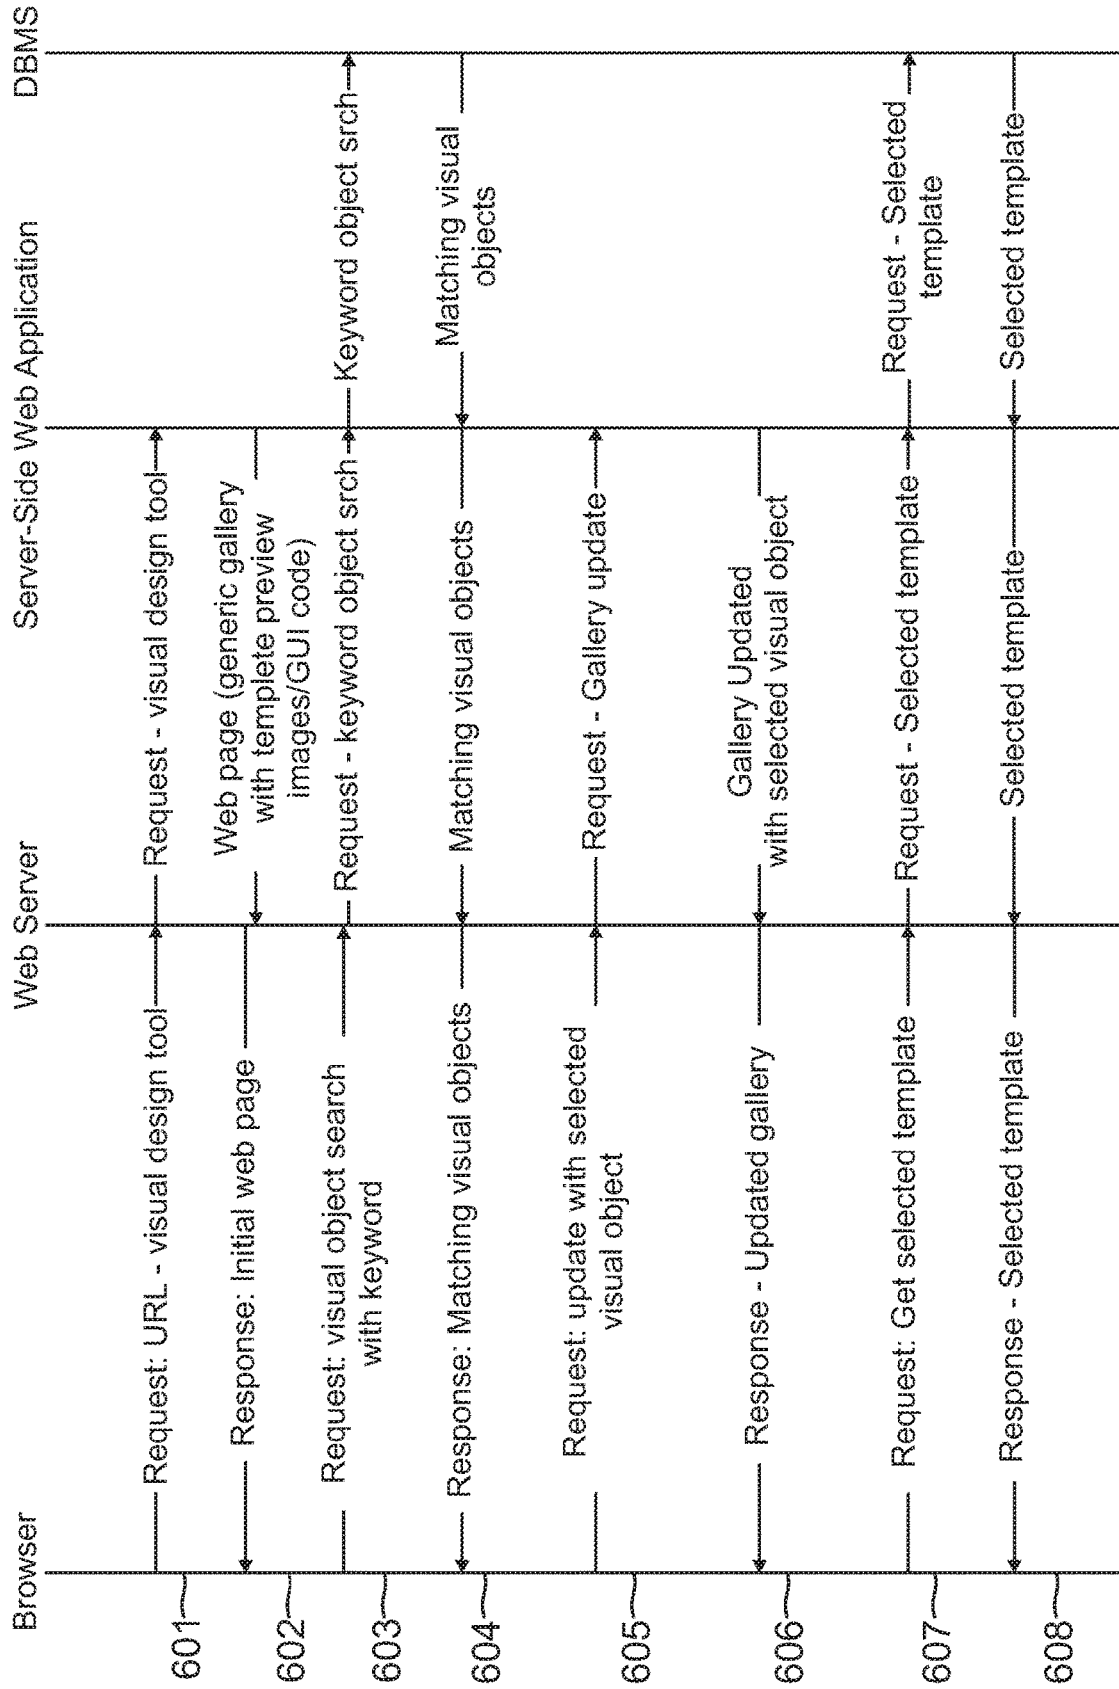 Browser
Web Server
Server-Side Web Application
DBMS
601
Request: URL - visual design tool
Request - visual design tool
602
Response: Initial web page
Web page (generic gallery
with templete preview
images/GUI code)
603
Request: visual object search
with keyword
Request - keyword object srch
Keyword object srch
604
Response: Matching visual objects
Matching visual objects
Matching visual
objects
605
Request: update with selected
visual object
Request - Gallery update
606
Response - Updated gallery
Gallery Updated
with selected visual object
607
Request: Get selected template
Request - Selected template
Request - Selected
template
608
Response - Selected template
Selected template
Selected template